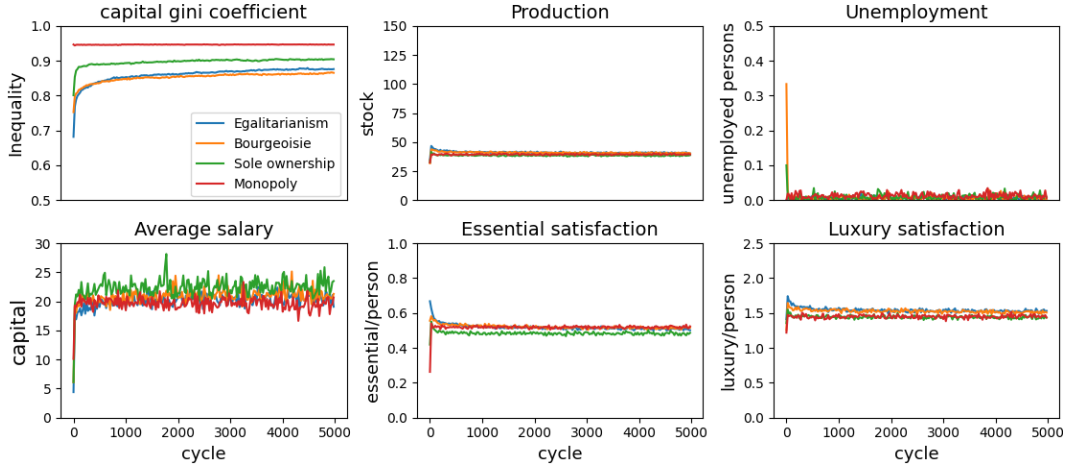 capital gini coefficient
Inequality
1.0
0.9
0.8
0.7
0.6
0.5
Egalitarianism
Bourgeoisie
Sole ownership
Monopoly
Production
stock
150
125
100
75
50
25
0
Unemployment
unemployed persons
0.5
0.4
0.3
0.2
0.1
0.0
Average salary
capital
30
25
20
15
10
5
0
0 1000 2000 3000 4000 5000
cycle
Essential satisfaction
essential/person
1.0
0.8
0.6
0.4
0.2
0.0
0 1000 2000 3000 4000 5000
cycle
Luxury satisfaction
luxury/person
2.5
2.0
1.5
1.0
0.5
0.0
0 1000 2000 3000 4000 5000
cycle